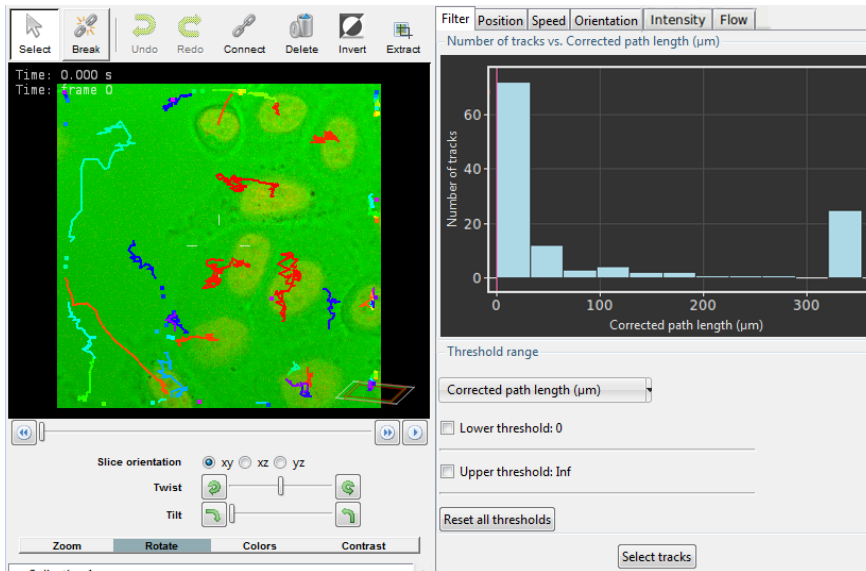 Select Break Undo Redo Connect Delete Invert Extract
Time: 0.000 s
Time: frame 0
Slice orientation xy xz yz
Twist
Tilt
Zoom Rotate Colors Contrast
Filter Position Speed Orientation Intensity Flow
Number of tracks vs. Corrected path length (µm)
Number of tracks
60
40
20
0
0 100 200 300
Corrected path length (µm)
Threshold range
Corrected path length (µm)
Lower threshold: 0
Upper threshold: Inf
Reset all thresholds
Select tracks